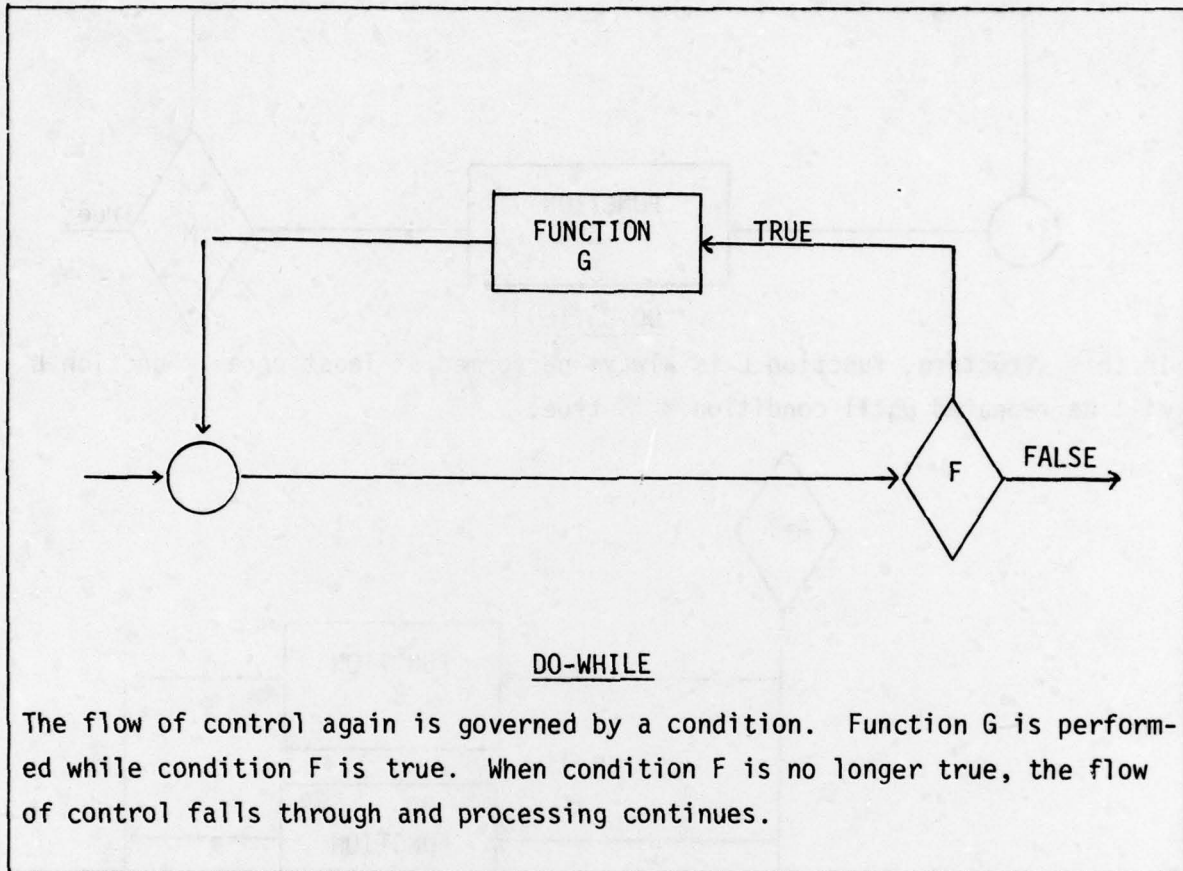 FUNCTION
G
TRUE
F
FALSE
DO-WHILE
The flow of control again is governed by a condition. Function G is perform-
ed while condition F is true. When condition F is no longer true, the flow
of control falls through and processing continues.